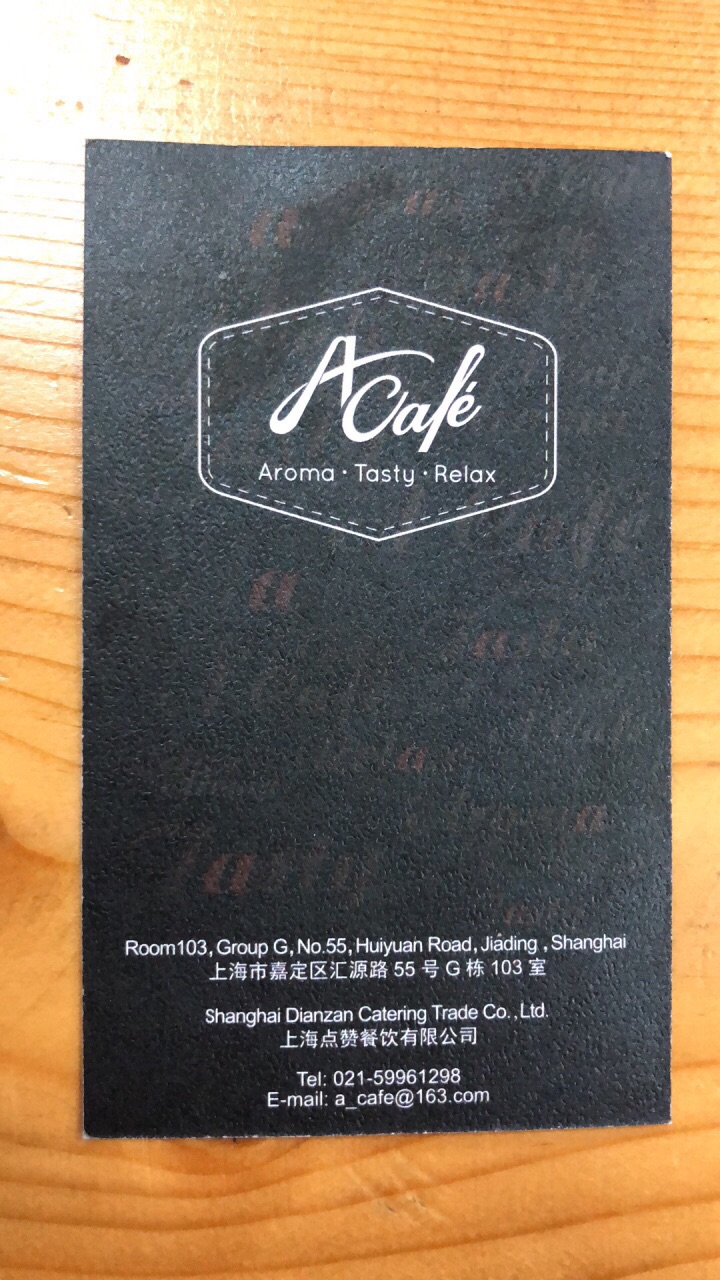 A Café
Aroma · Tasty · Relax
Room103, Group G, No.55, Huiyuan Road, Jiading , Shanghai
上海市嘉定区汇源路 55 号 G 栋 103 室
Shanghai Dianzan Catering Trade Co., Ltd.
上海点赞餐饮有限公司
Tel: 021-59961298
E-mail: a_cafe@163.com